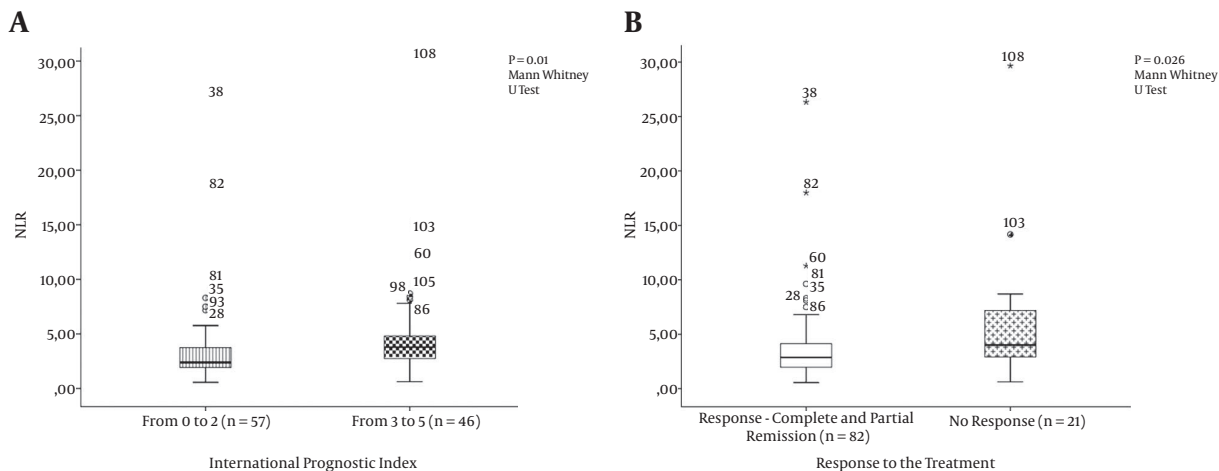 A
30,00
25,00
20,00
15,00
10,00
5,00
,00
NLR
38
82
81
35
93
28
108
103
60
98
105
86
P = 0.01
Mann Whitney
U Test
From 0 to 2 (n = 57)
From 3 to 5 (n = 46)
International Prognostic Index
B
30,00
25,00
20,00
15,00
10,00
5,00
,00
NLR
38
82
60
81
35
28
86
108
103
P = 0.026
Mann Whitney
U Test
Response - Complete and Partial
Remission (n = 82)
No Response (n = 21)
Response to the Treatment